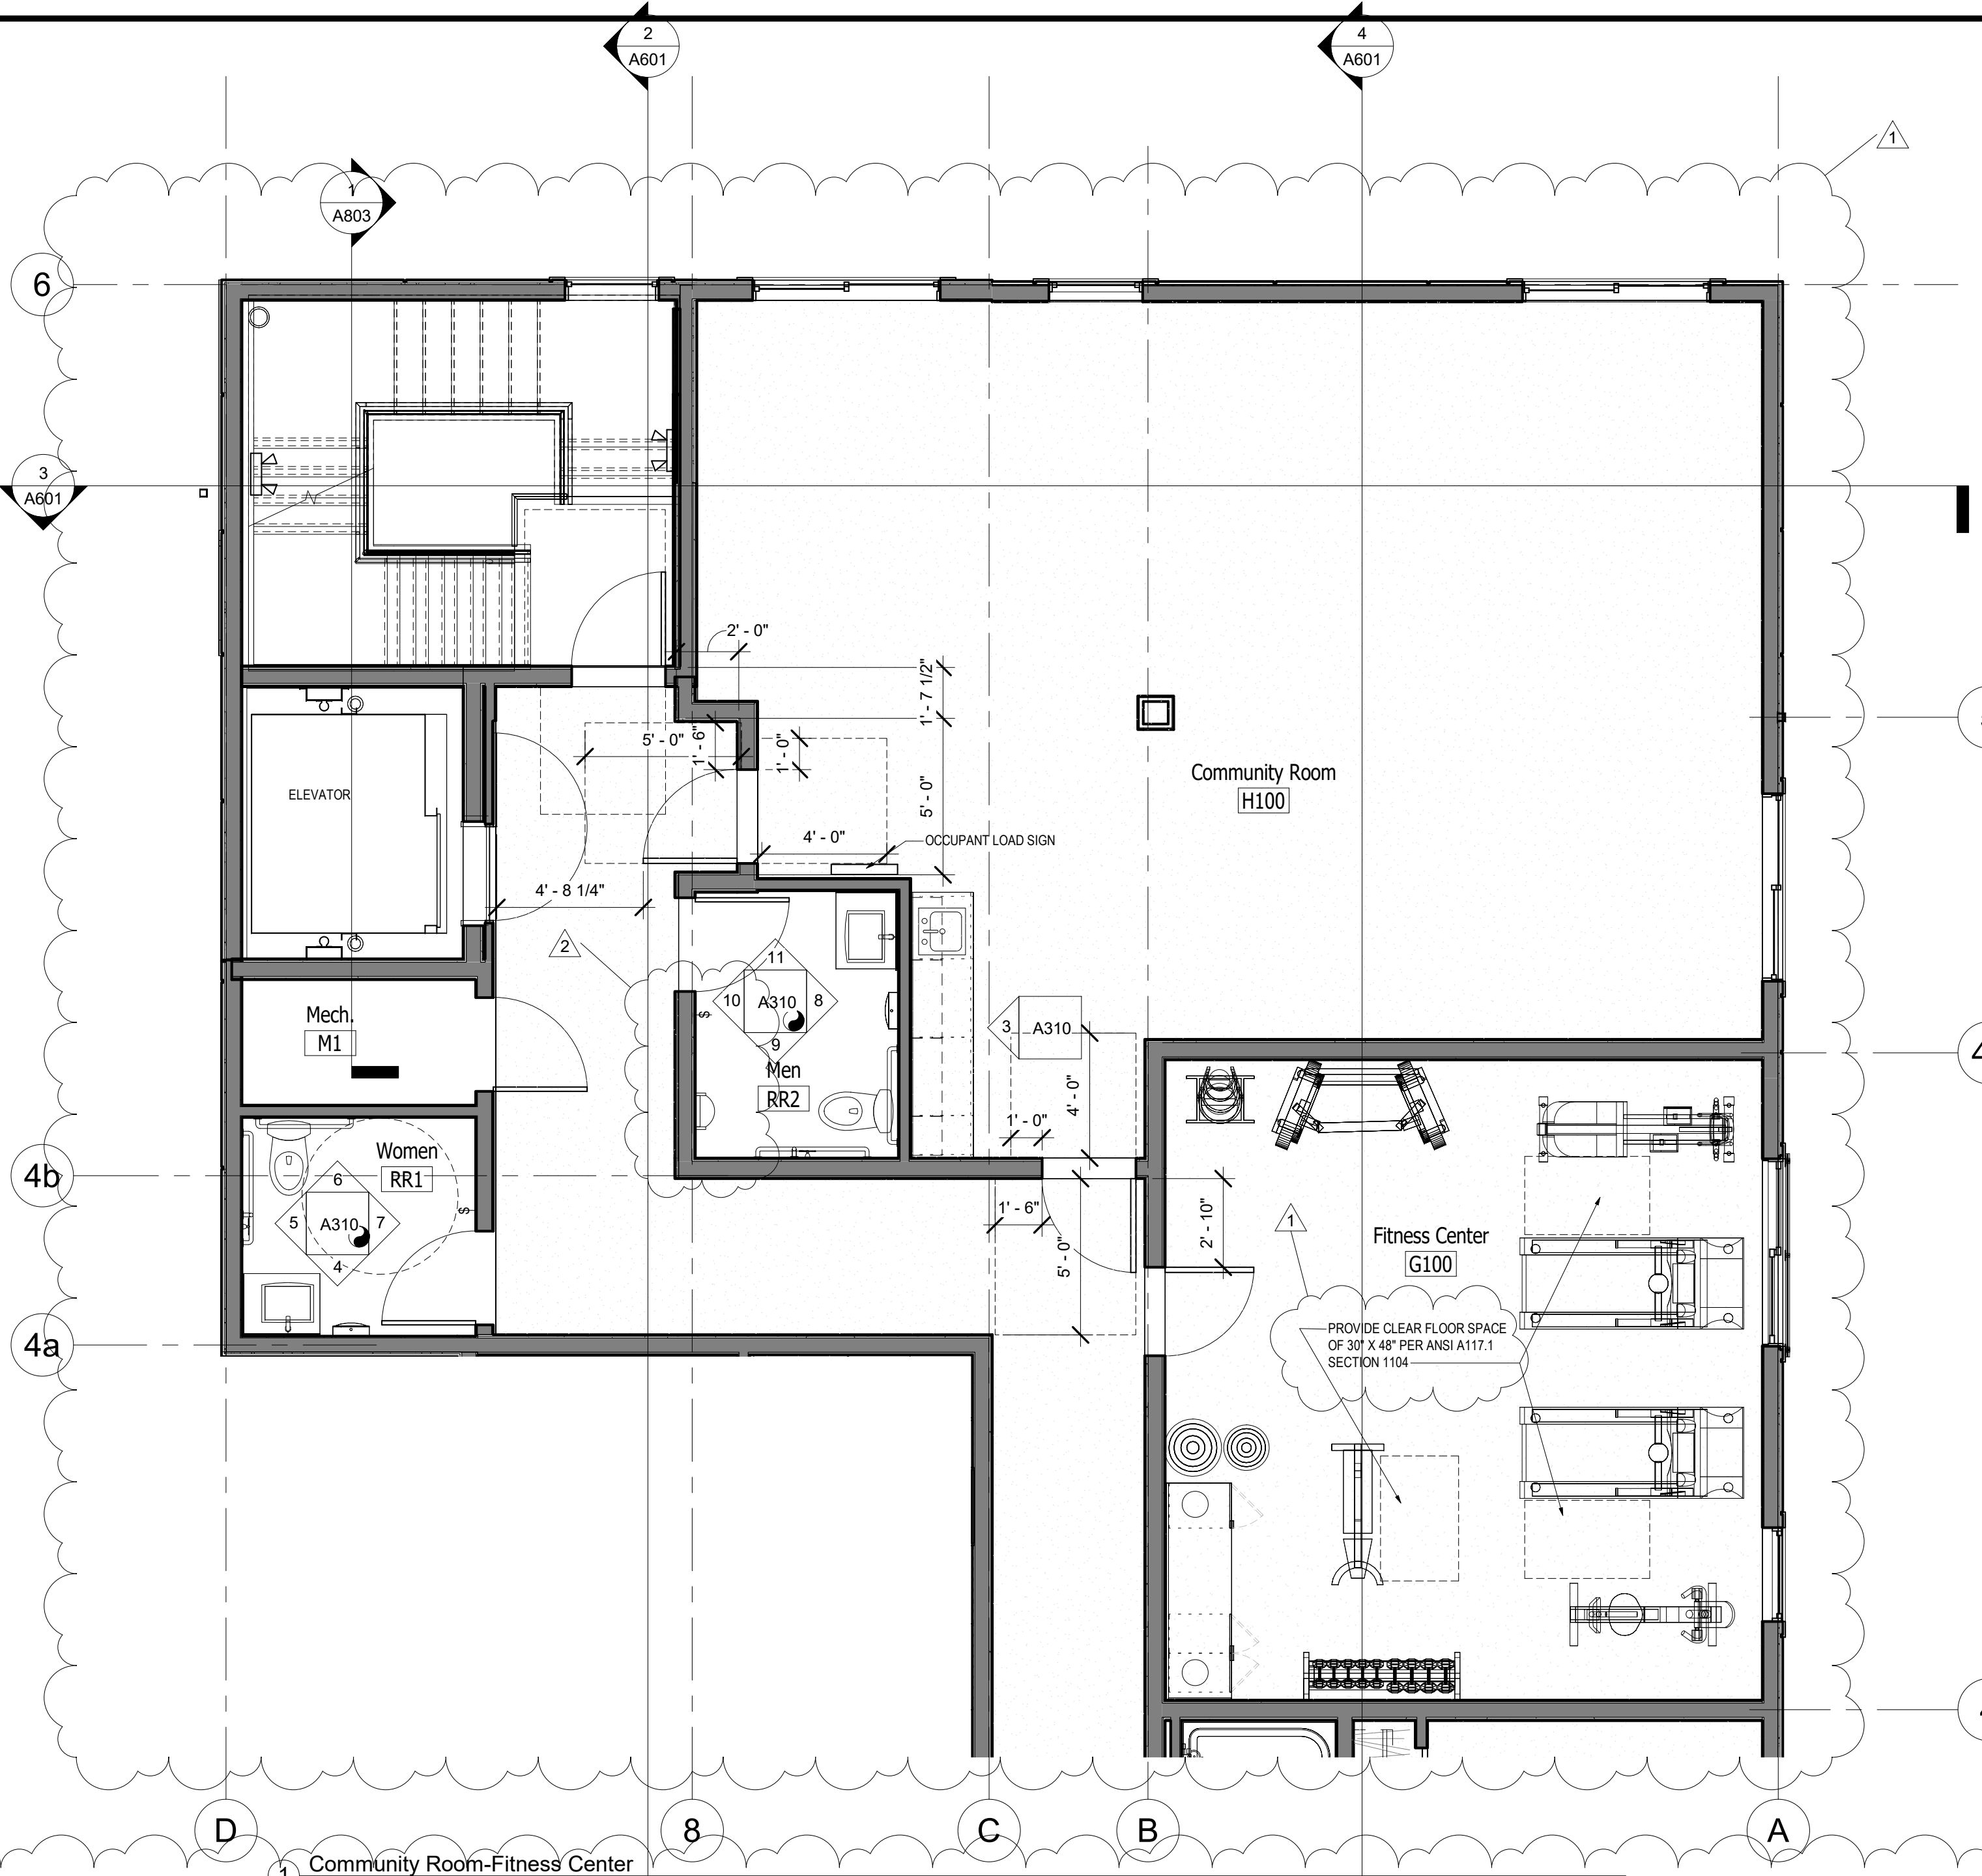 2
A601
4
A601
1
1
A803
6
3
A601
2' - 0"
1' - 7 1/2"
5' - 0"
1' - 6"
1' - 0"
5' - 0"
ELEVATOR
Community Room
H100
4' - 0"
OCCUPANT LOAD SIGN
4' - 8 1/4"
2
11
10
A310
8
9
Men
RR2
Mech.
M1
3
A310
4
4' - 0"
1' - 0"
Women
RR1
4b
6
5
A310
7
4
S
S
1' - 6"
5' - 0"
2' - 10"
1
Fitness Center
G100
4a
PROVIDE CLEAR FLOOR SPACE
OF 30" X 48" PER ANSI A117.1
SECTION 1104
D
8
C
B
A
1
Community Room-Fitness Center